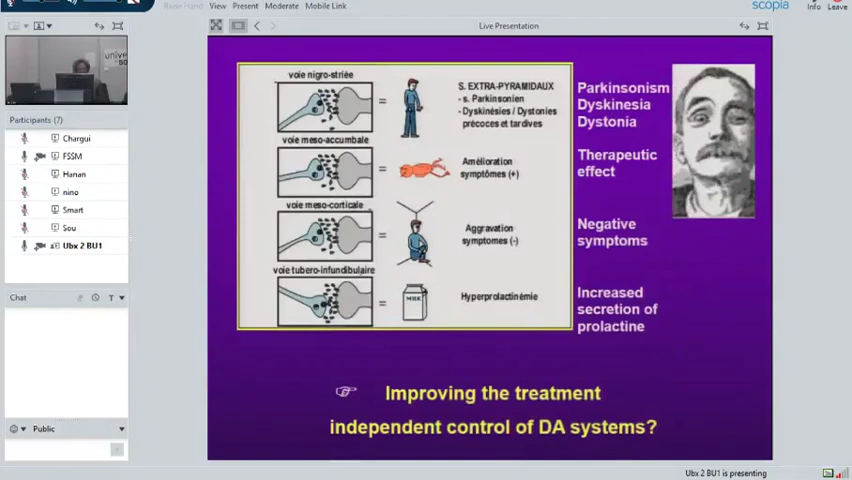 Raise Hand View Present Moderate Mobile Link
scopia
Info Leave
Live Presentation
Participants (7)
Chargui
FSSM
Hanan
nino
Smart
Sou
Ubx 2 BU1
Chat
T
Public
voie nigro-striée
=
S. EXTRA-PYRAMIDAUX
- s. Parkinsonien
- Dyskinésies / Dystonies
précoces et tardives
Parkinsonism
Dyskinesia
Dystonia
voie meso-accumbale
=
Amélioration
symptômes (+)
Therapeutic
effect
voie meso-corticale
=
Aggravation
symptomes (-)
Negative
symptoms
voie tubero-infundibulaire
=
MILK
Hyperprolactinémie
Increased
secretion of
prolactine
Improving the treatment
independent control of DA systems?
Ubx 2 BU1 is presenting